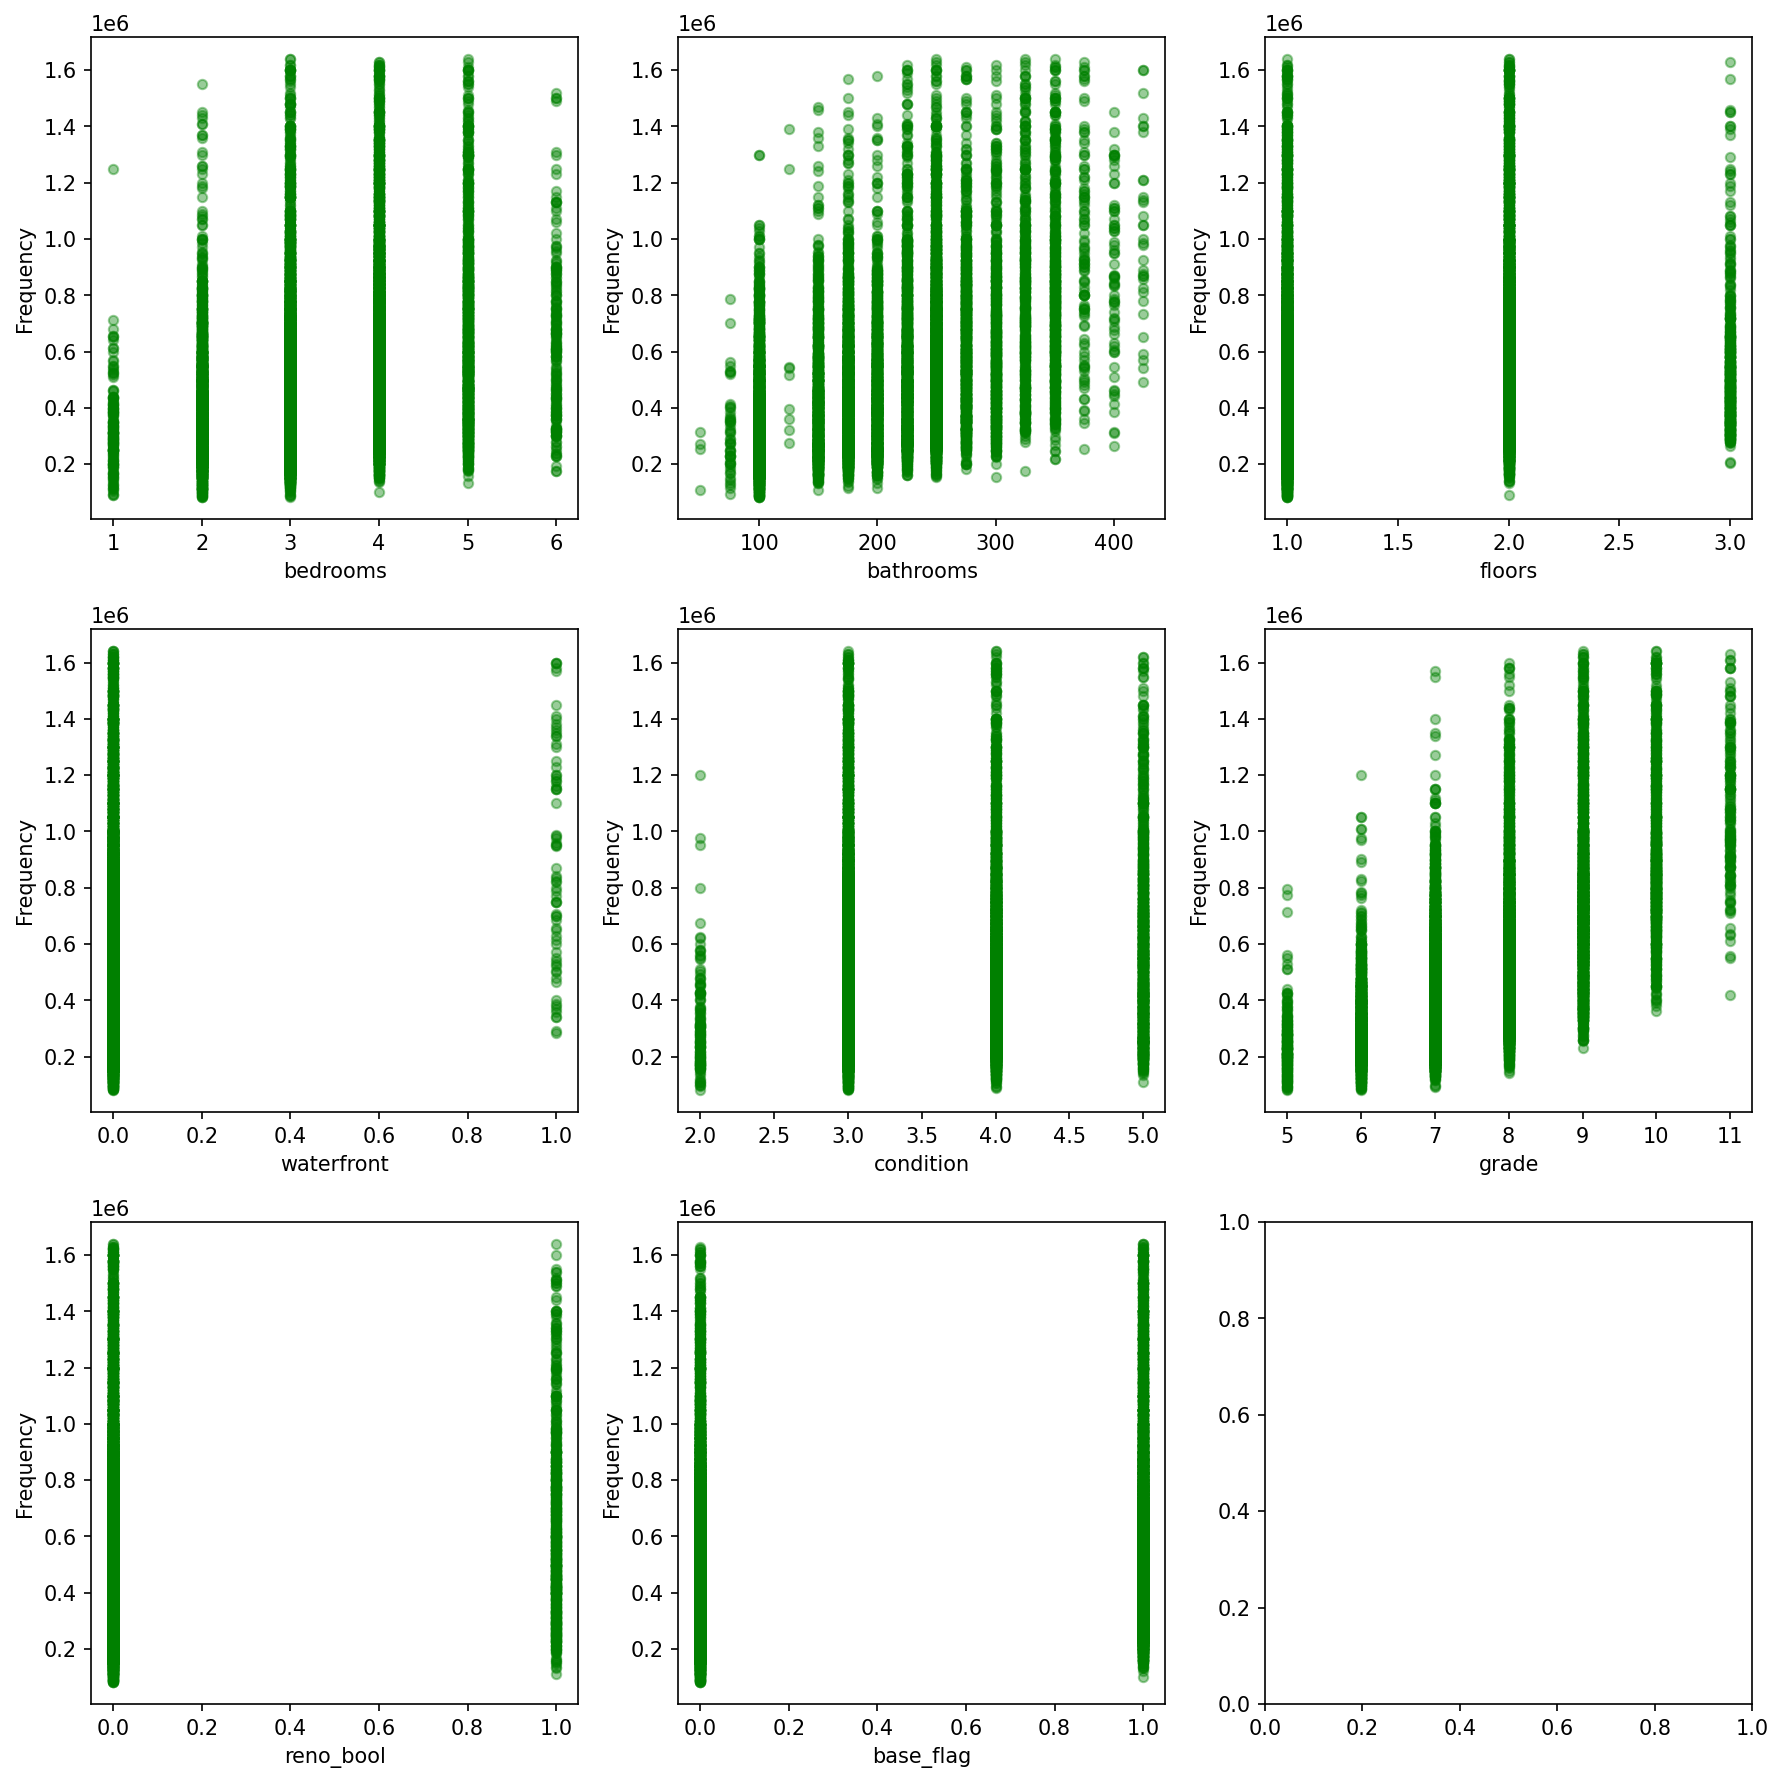 1e6 1e6 1e6
1.6 1.6 1.6
1.4 1.4 1.4
1.2 1.2 1.2
1.0 1.0 1.0
0.8 0.8 0.8
0.6 0.6 0.6
0.4 0.4 0.4
0.2 0.2 0.2
Frequency Frequency Frequency
1 2 3 4 5 6 100 200 300 400 1.0 1.5 2.0 2.5 3.0
bedrooms bathrooms floors
1e6 1e6 1e6
1.6 1.6 1.6
1.4 1.4 1.4
1.2 1.2 1.2
1.0 1.0 1.0
0.8 0.8 0.8
0.6 0.6 0.6
0.4 0.4 0.4
0.2 0.2 0.2
Frequency Frequency Frequency
0.0 0.2 0.4 0.6 0.8 1.0 2.0 2.5 3.0 3.5 4.0 4.5 5.0 5 6 7 8 9 10 11
waterfront condition grade
1e6 1e6
1.6 1.6 1.0
1.4 1.4 0.8
1.2 1.2 0.6
1.0 1.0 0.4
0.8 0.8 0.2
0.6 0.6 0.0
0.4 0.4
0.2 0.2
Frequency Frequency
0.0 0.2 0.4 0.6 0.8 1.0 0.0 0.2 0.4 0.6 0.8 1.0 0.0 0.2 0.4 0.6 0.8 1.0
reno_bool base_flag